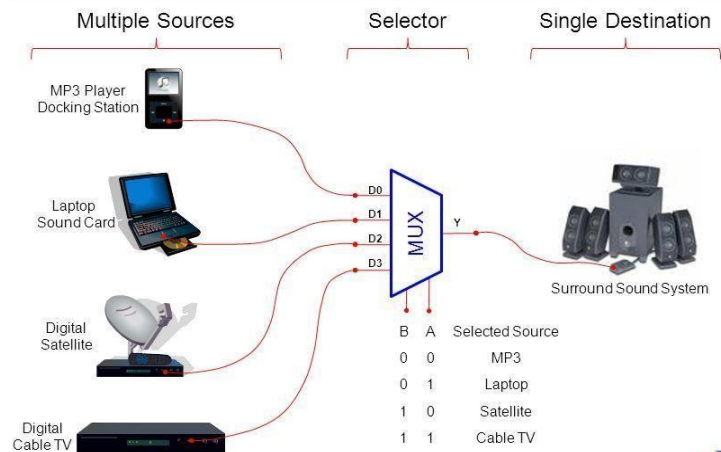 Multiple Sources
Selector
Single Destination
MP3 Player
Docking Station
Laptop
Sound Card
Digital
Satellite
Digital
Cable TV
D0
D1
D2
D3
MUX
Y
Surround Sound System
B A Selected Source
0 0 MP3
0 1 Laptop
1 0 Satellite
1 1 Cable TV